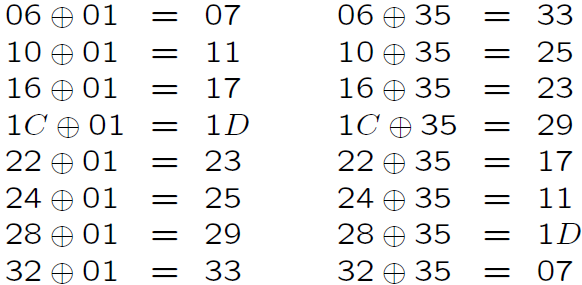 06 ⊕ 01 = 07 06 ⊕ 35 = 33
10 ⊕ 01 = 11 10 ⊕ 35 = 25
16 ⊕ 01 = 17 16 ⊕ 35 = 23
1C ⊕ 01 = 1D 1C ⊕ 35 = 29
22 ⊕ 01 = 23 22 ⊕ 35 = 17
24 ⊕ 01 = 25 24 ⊕ 35 = 11
28 ⊕ 01 = 29 28 ⊕ 35 = 1D
32 ⊕ 01 = 33 32 ⊕ 35 = 07